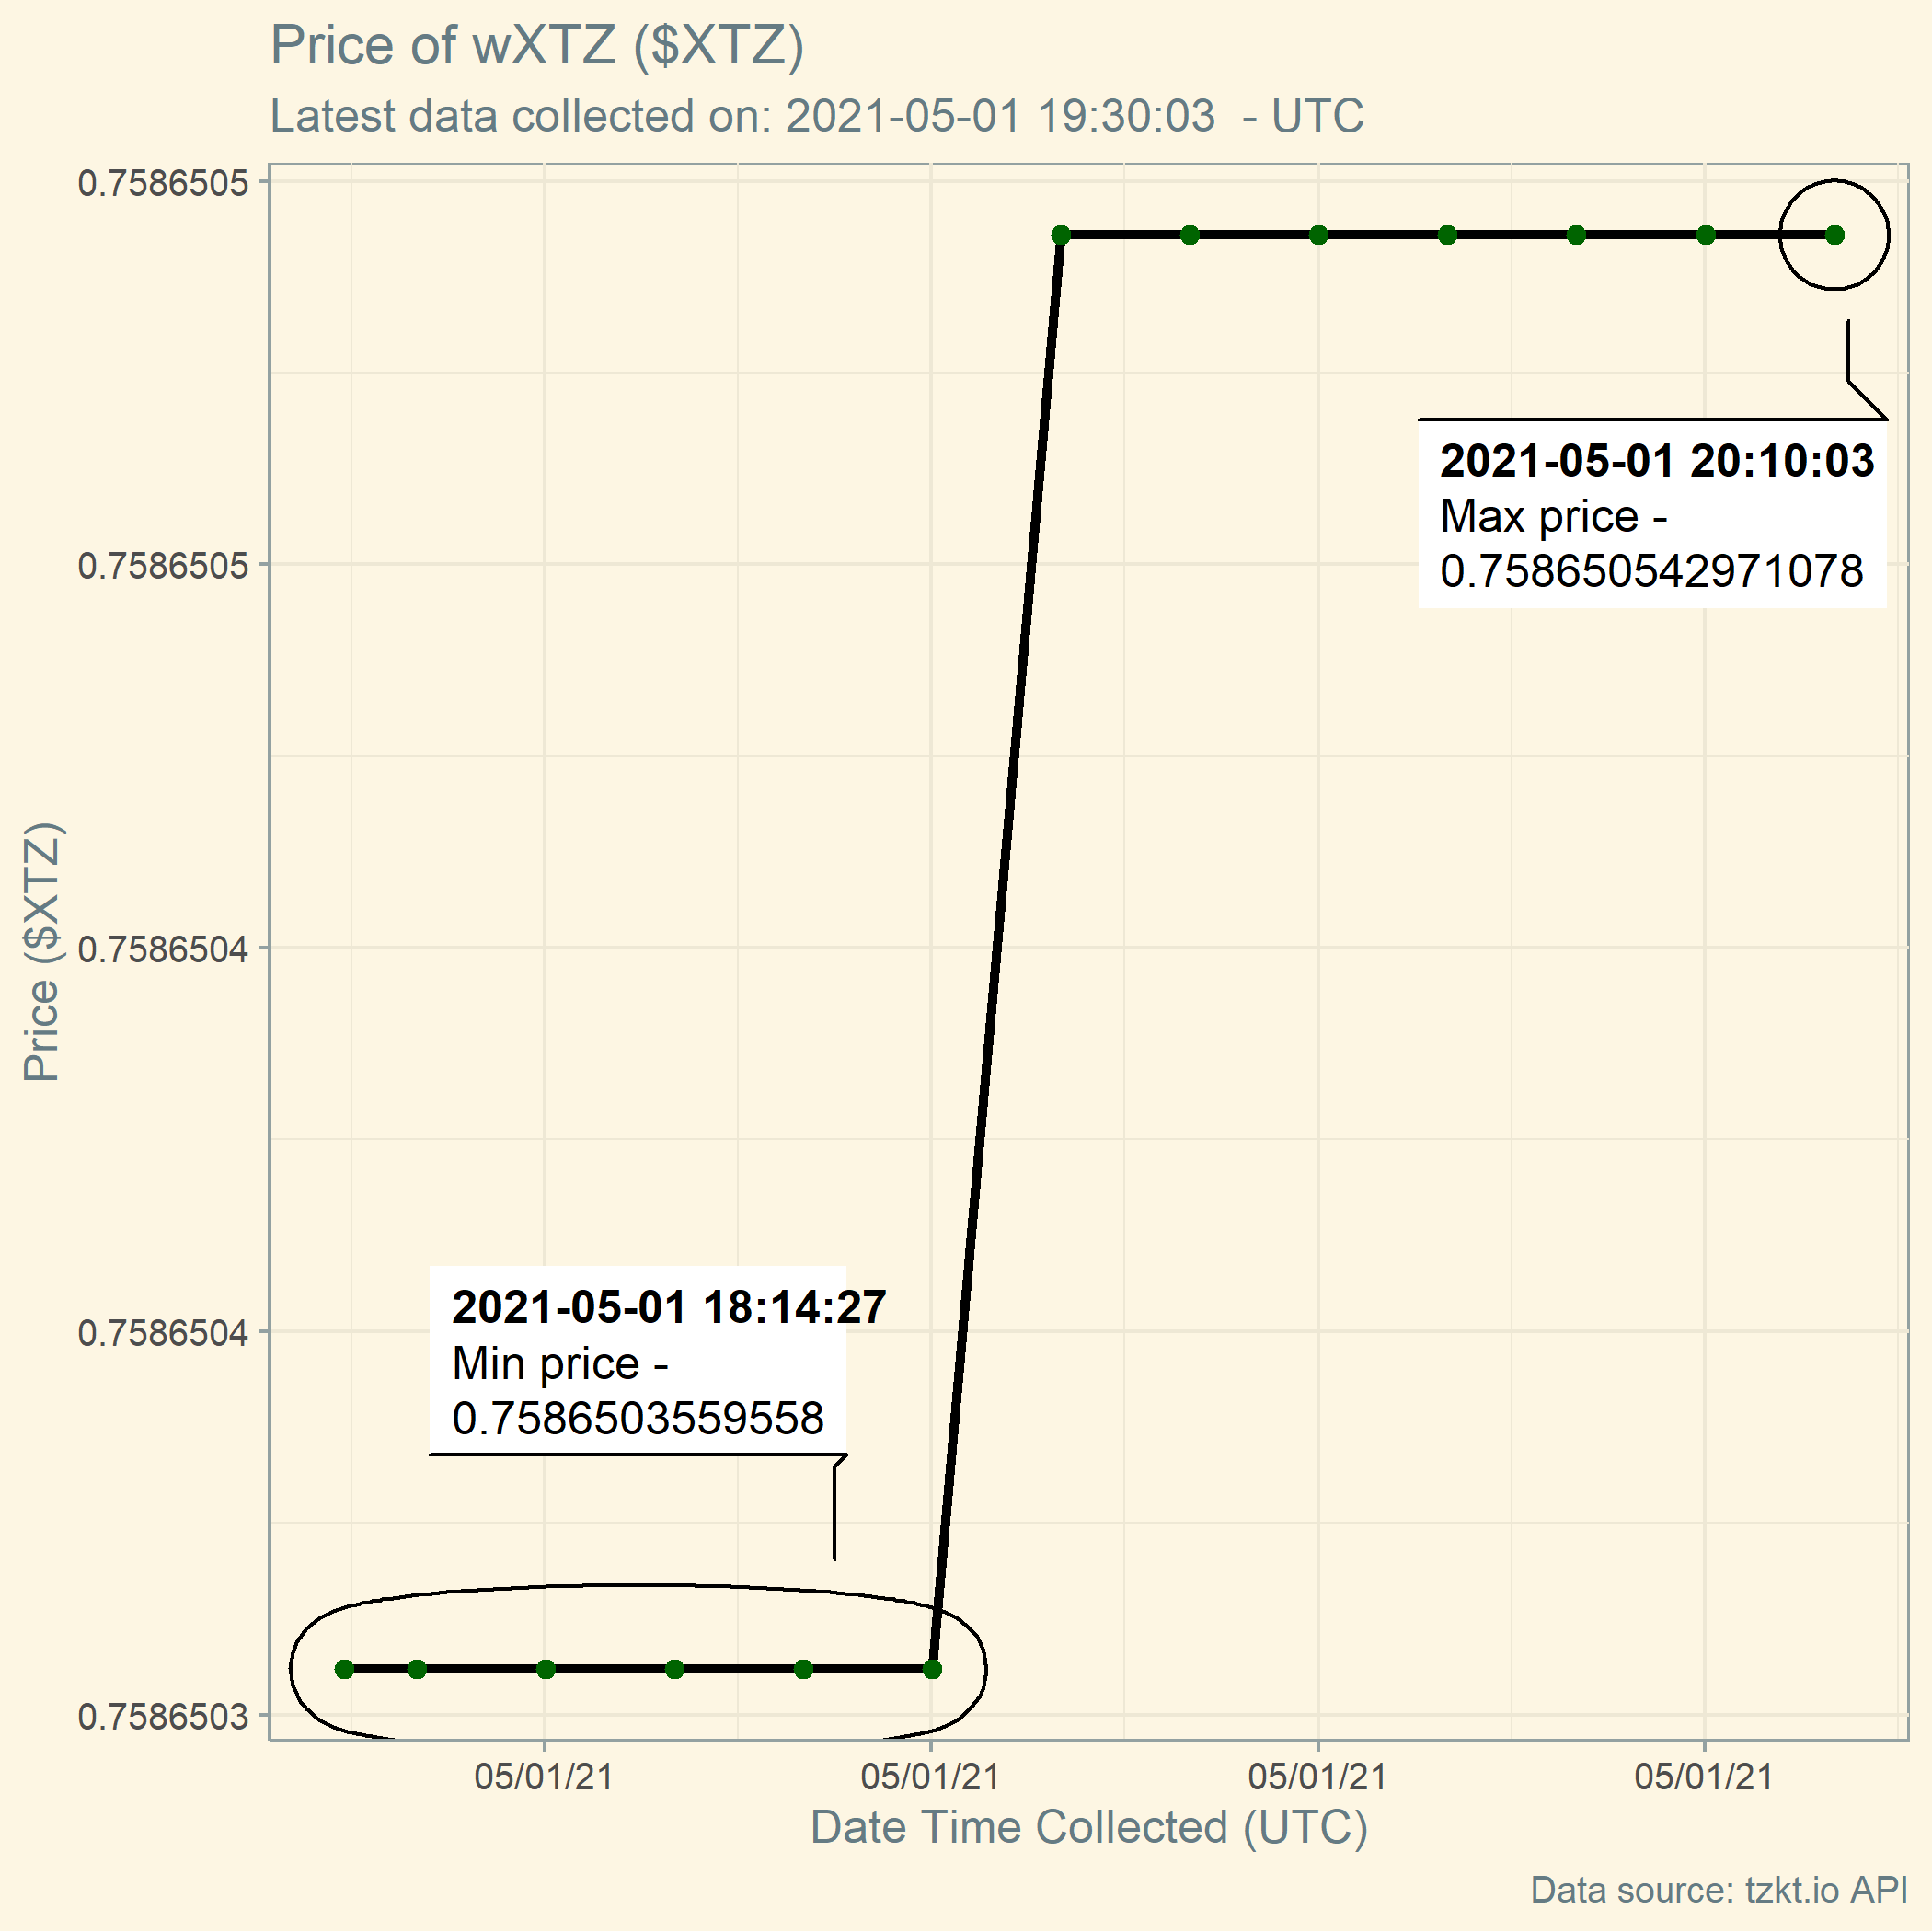 Price of wXTZ ($XTZ)
Latest data collected on: 2021-05-01 19:30:03  - UTC
0.7586505
0.7586505
0.7586504
0.7586504
0.7586503
Price ($XTZ)
2021-05-01 20:10:03
Max price -
0.758650542971078
2021-05-01 18:14:27
Min price -
0.7586503559558
05/01/21
05/01/21
05/01/21
05/01/21
Date Time Collected (UTC)
Data source: tzkt.io API